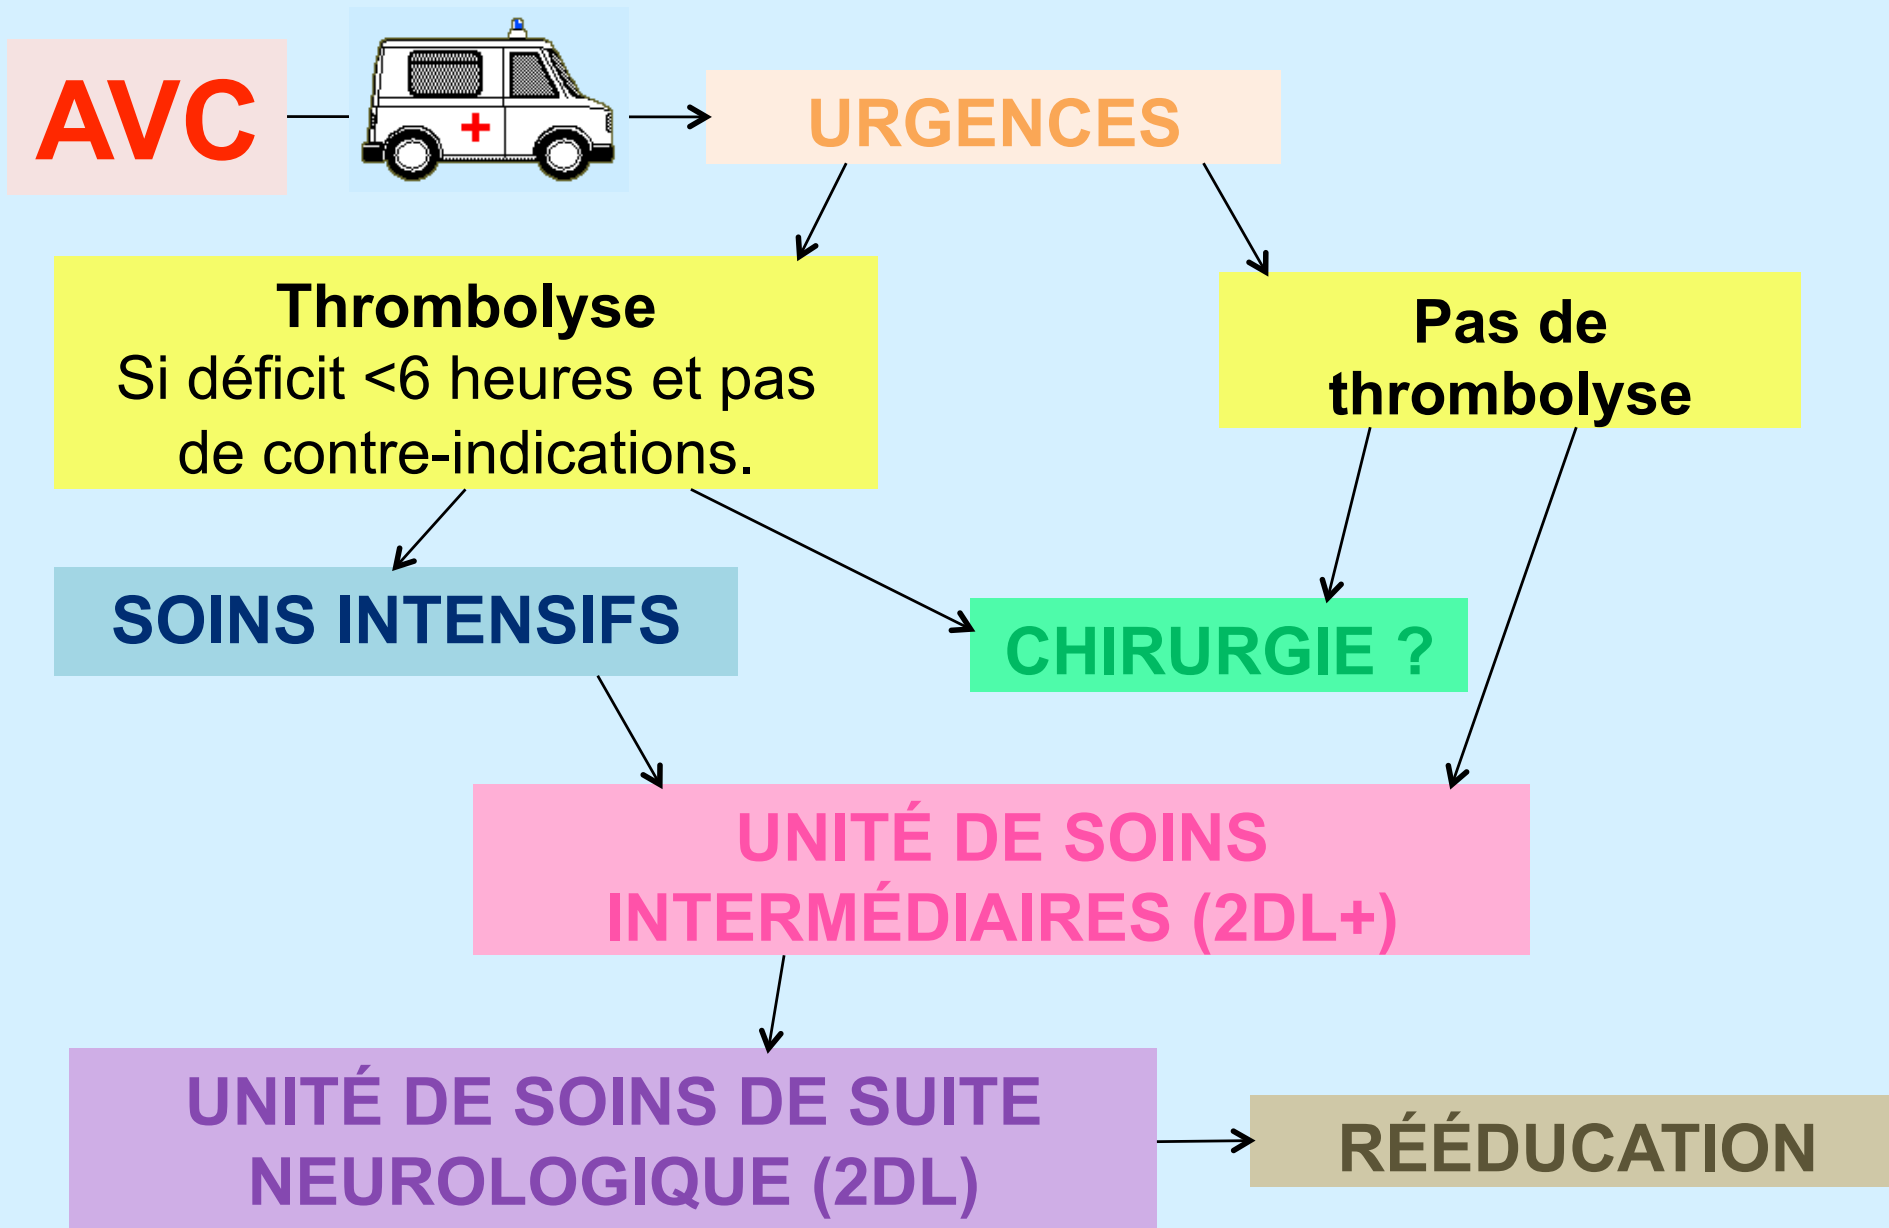 AVC
URGENCES
Thrombolyse
Si déficit <6 heures et pas
de contre-indications.
Pas de
thrombolyse
SOINS INTENSIFS
CHIRURGIE ?
UNITÉ DE SOINS
INTERMÉDIAIRES (2DL+)
UNITÉ DE SOINS DE SUITE
NEUROLOGIQUE (2DL)
RÉÉDUCATION